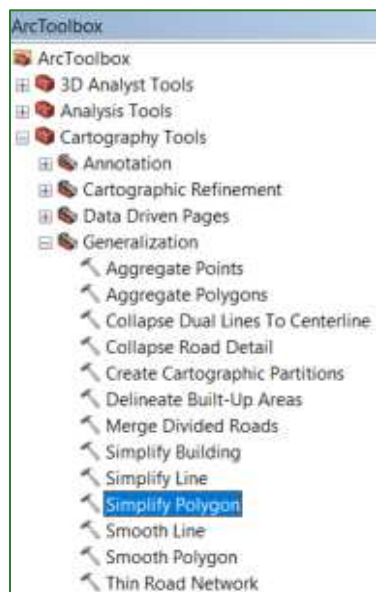 ArcToolbox
ArcToolbox
3D Analyst Tools
Analysis Tools
Cartography Tools
Annotation
Cartographic Refinement
Data Driven Pages
Generalization
Aggregate Points
Aggregate Polygons
Collapse Dual Lines To Centerline
Collapse Road Detail
Create Cartographic Partitions
Delineate Built-Up Areas
Merge Divided Roads
Simplify Building
Simplify Line
Simplify Polygon
Smooth Line
Smooth Polygon
Thin Road Network